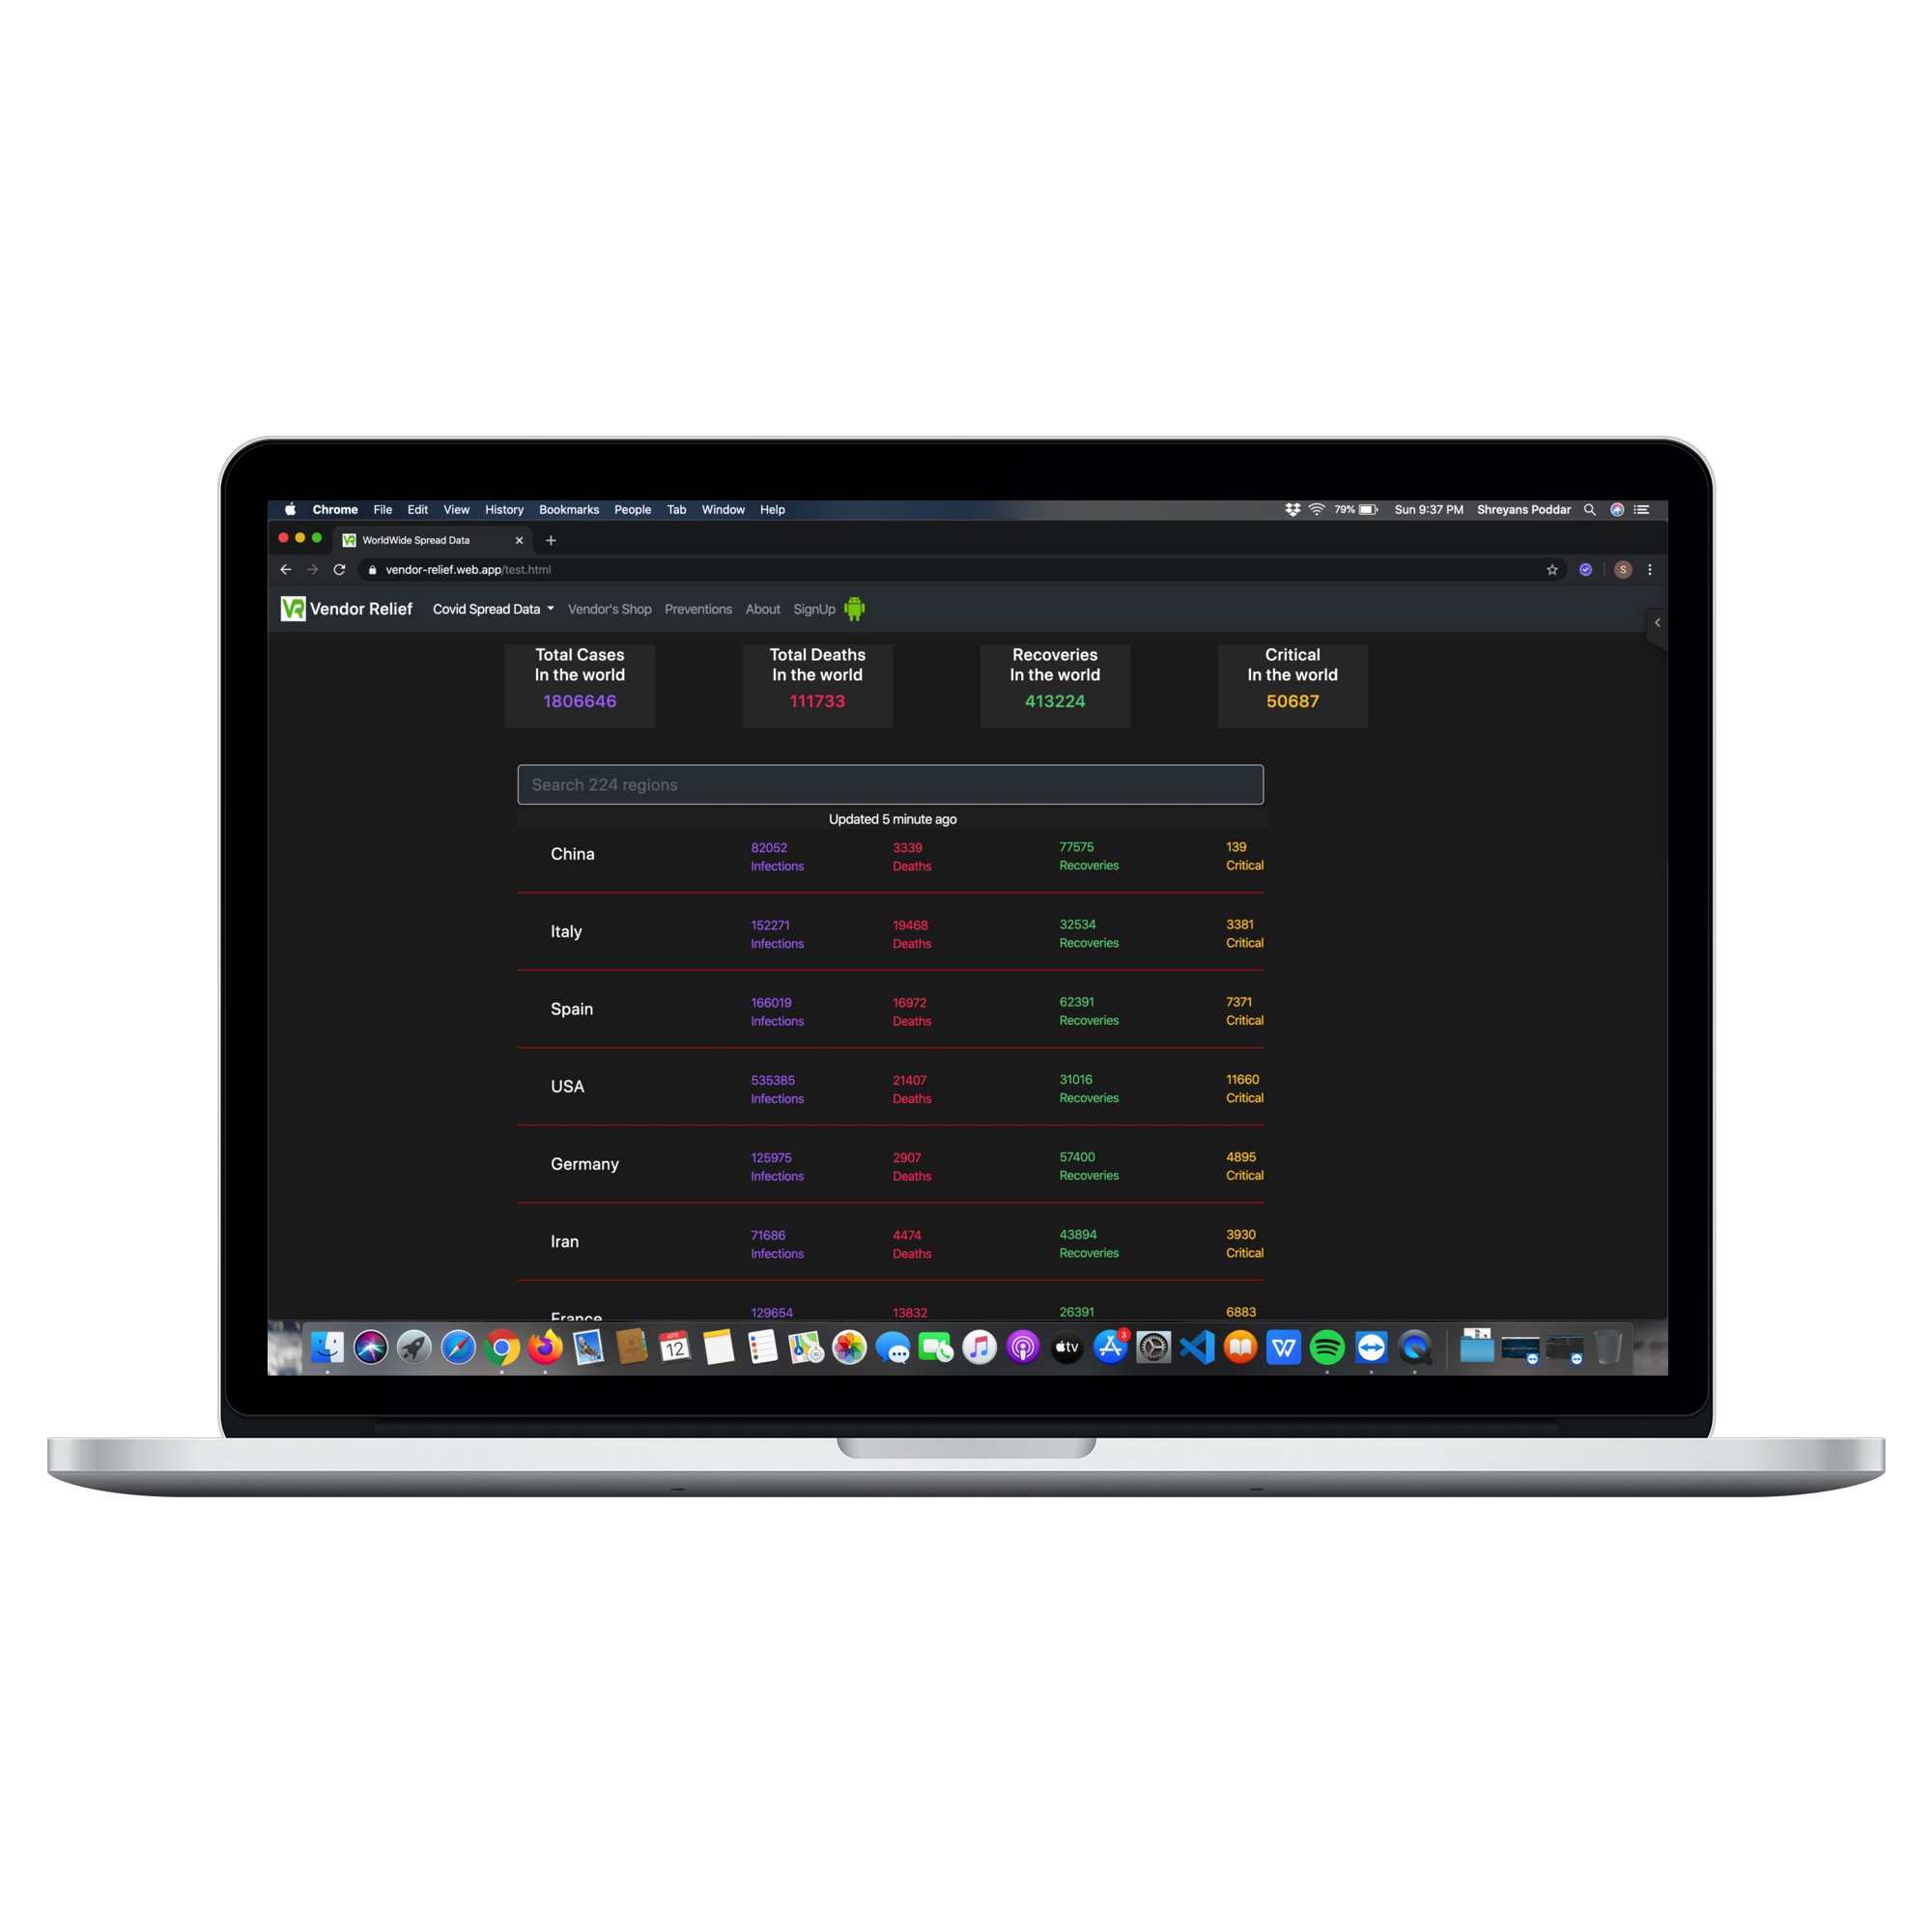 Chrome File Edit View History Bookmarks People Tab Window Help 79% Sun 9:37 PM Shreyans Poddar
VR WorldWide Spread Data
vendor-relief.web.app/test.html S
VR Vendor Relief Covid Spread Data Vendor's Shop Preventions About SignUp
Total Cases Total Deaths Recoveries Critical
In the world In the world In the world In the world
1806646 111733 413224 50687
Search 224 regions
Updated 5 minute ago
China 82052 3339 77575 139
Infections Deaths Recoveries Critical
Italy 152271 19468 32534 3381
Infections Deaths Recoveries Critical
Spain 166019 16972 62391 7371
Infections Deaths Recoveries Critical
USA 535385 21407 31016 11660
Infections Deaths Recoveries Critical
Germany 125975 2907 57400 4895
Infections Deaths Recoveries Critical
Iran 71686 4474 43894 3930
Infections Deaths Recoveries Critical
France 129654 13832 26391 6883
APR 12 tv 3 W